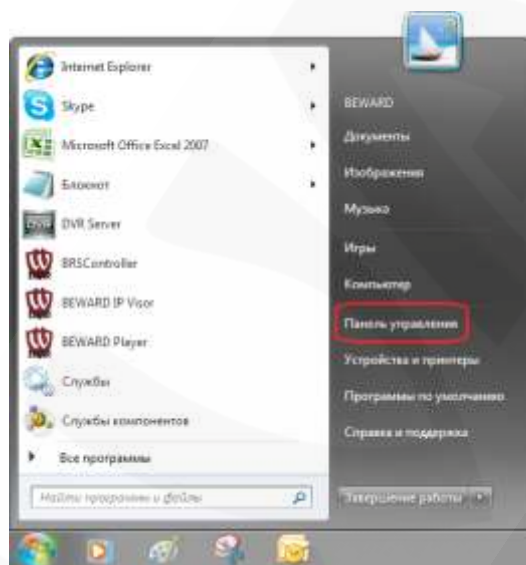 Internet Explorer
Skype
Microsoft Office Excel 2007
Блокнот
DVR Server
BRSController
BEWARD IP Visor
BEWARD Player
Службы
Службы компонентов
Все программы
Найти программы и файлы
BEWARD
Документы
Изображения
Музыка
Игры
Компьютер
Панель управления
Устройства и принтеры
Программы по умолчанию
Справка и поддержка
Завершение работы